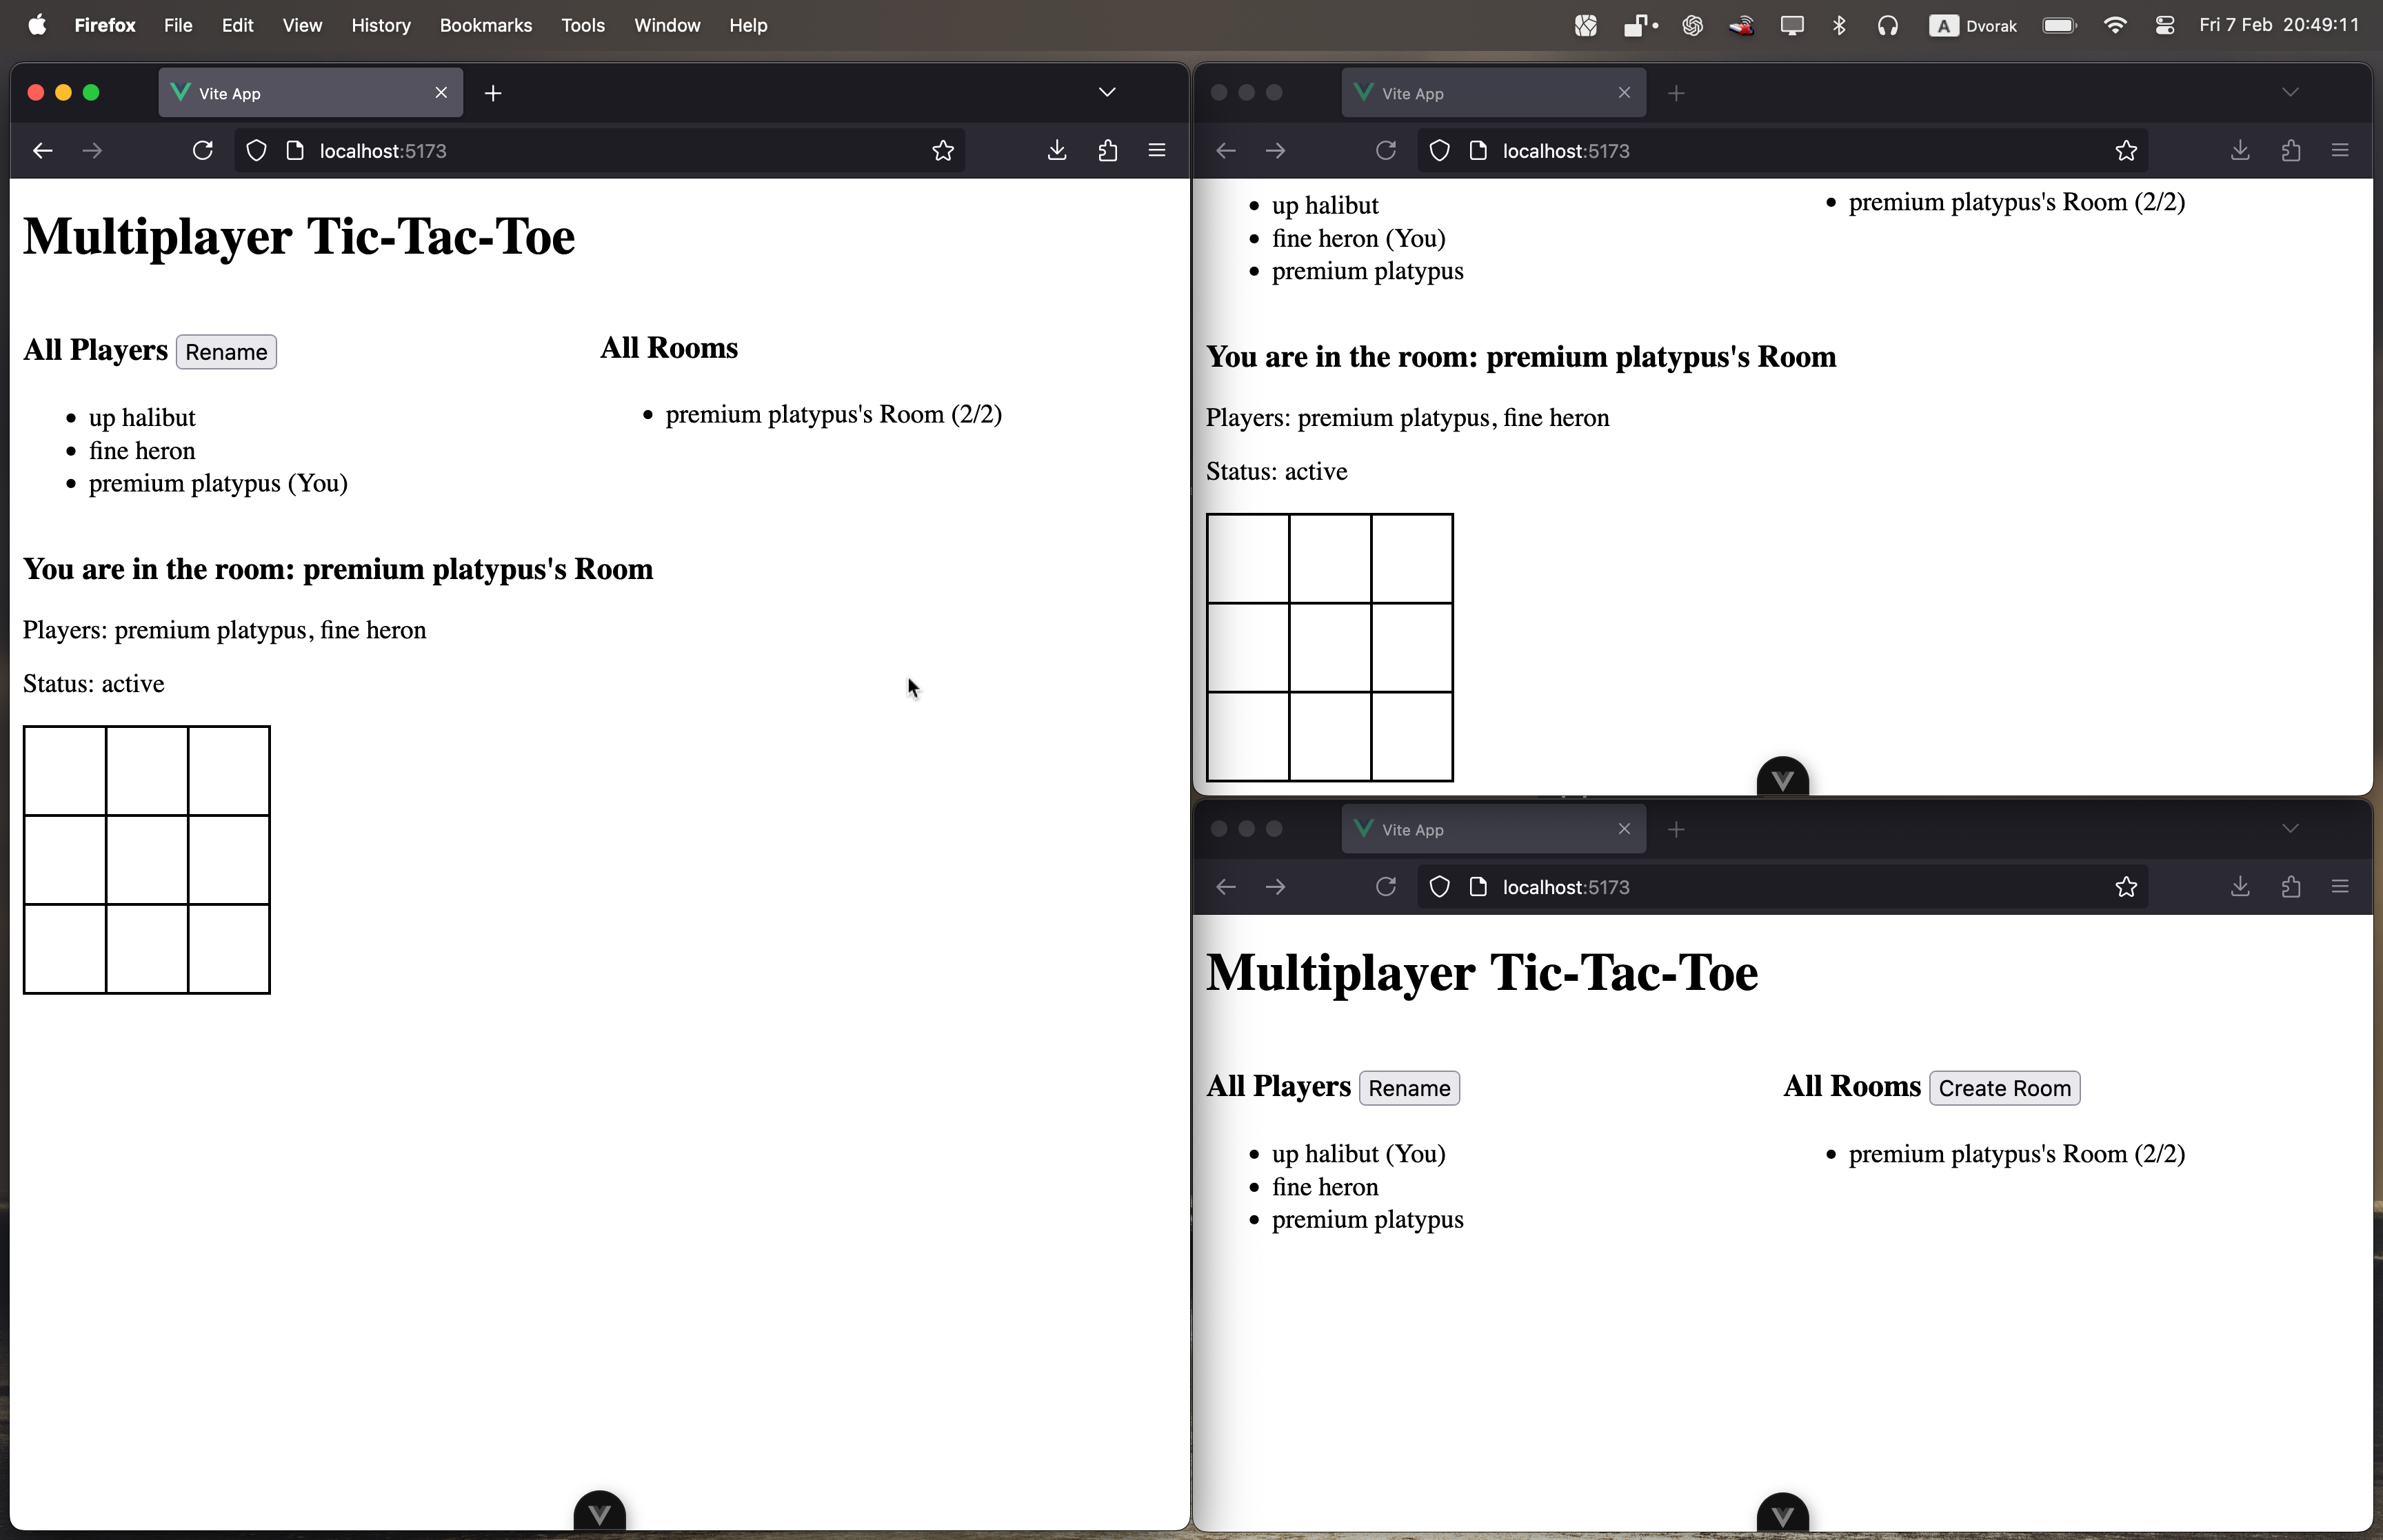 Firefox File Edit View History Bookmarks Tools Window Help A Dvorak Fri 7 Feb 20:49:11
Vite App
localhost:5173
Multiplayer Tic-Tac-Toe
All Players Rename
All Rooms
up halibut
fine heron
premium platypus (You)
premium platypus's Room (2/2)
You are in the room: premium platypus's Room
Players: premium platypus, fine heron
Status: active
Vite App
localhost:5173
up halibut
fine heron (You)
premium platypus
premium platypus's Room (2/2)
You are in the room: premium platypus's Room
Players: premium platypus, fine heron
Status: active
Vite App
localhost:5173
Multiplayer Tic-Tac-Toe
All Players Rename
All Rooms Create Room
up halibut (You)
fine heron
premium platypus
premium platypus's Room (2/2)